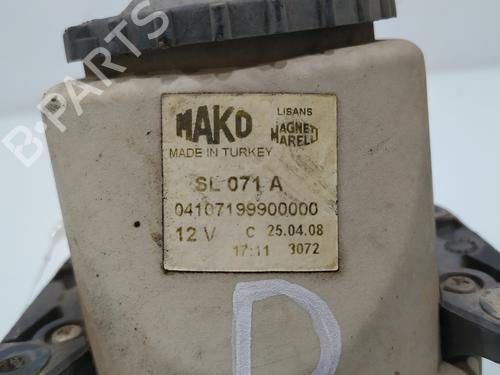 MAKO
LISANS
MAGNETI
MARELLI
MADE IN TURKEY
SL 071 A
04107199900000
12 V C 25.04.08
17:11 3072
D
B-PARTS